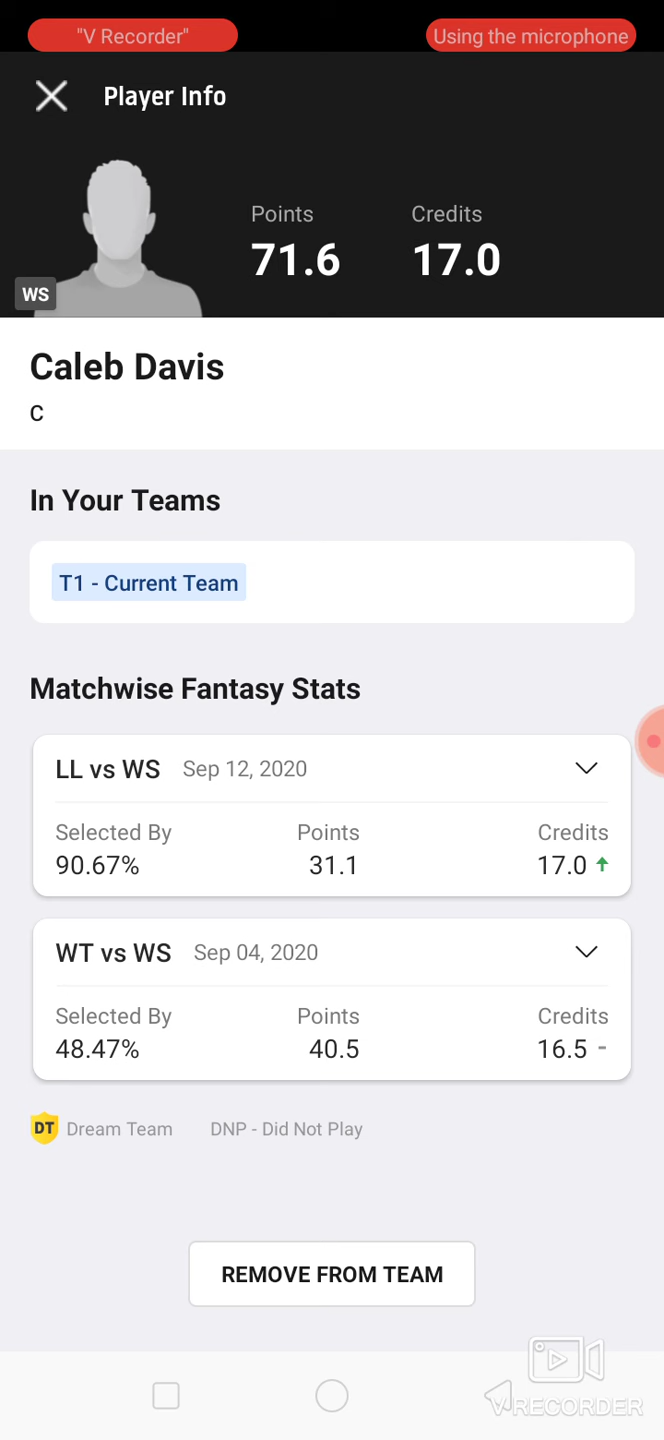 "V Recorder" Using the microphone
Player Info
Points Credits
71.6 17.0
WS
Caleb Davis
C
In Your Teams
T1 - Current Team
Matchwise Fantasy Stats
LL vs WS Sep 12, 2020
Selected By Points Credits
90.67% 31.1 17.0
WT vs WS Sep 04, 2020
Selected By Points Credits
48.47% 40.5 16.5 -
DT Dream Team DNP - Did Not Play
REMOVE FROM TEAM
VRECORDER